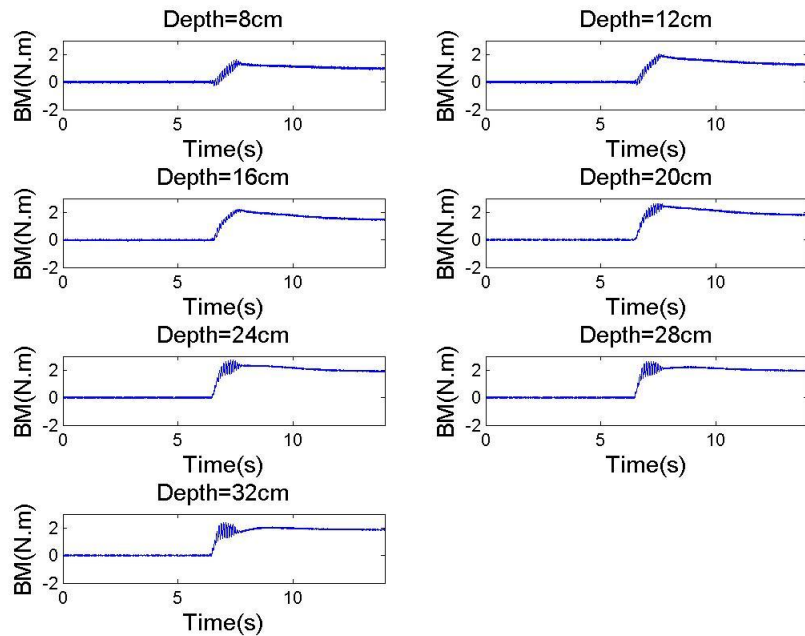 Depth=8cm
BM(N.m)
2
0
-2
0
5
10
Time(s)
Depth=12cm
BM(N.m)
2
0
-2
0
5
10
Time(s)
Depth=16cm
BM(N.m)
2
0
-2
0
5
10
Time(s)
Depth=20cm
BM(N.m)
2
0
-2
0
5
10
Time(s)
Depth=24cm
BM(N.m)
2
0
-2
0
5
10
Time(s)
Depth=28cm
BM(N.m)
2
0
-2
0
5
10
Time(s)
Depth=32cm
BM(N.m)
2
0
-2
0
5
10
Time(s)